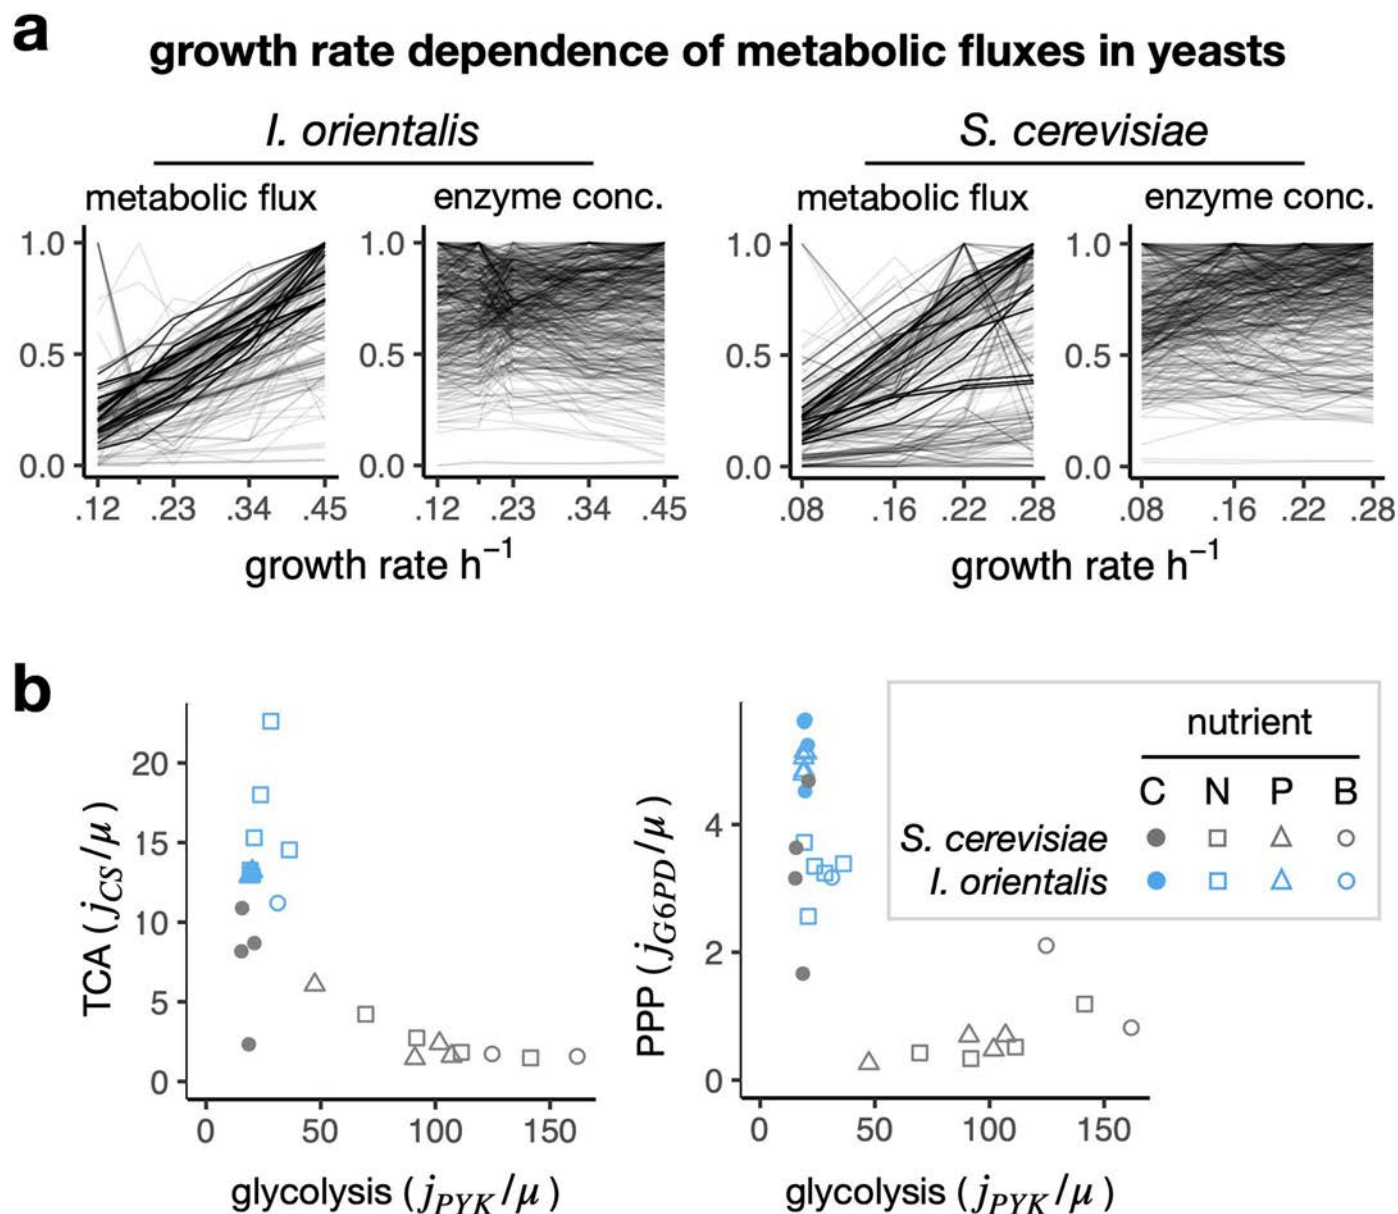 a
growth rate dependence of metabolic fluxes in yeasts
I. orientalis
S. cerevisiae
metabolic flux
enzyme conc.
metabolic flux
enzyme conc.
1.0
0.5
0.0
.12 .23 .34 .45
1.0
0.5
0.0
.12 .23 .34 .45
growth rate h⁻¹
1.0
0.5
0.0
.08 .16 .22 .28
1.0
0.5
0.0
.08 .16 .22 .28
growth rate h⁻¹
b
TCA (j_CS/μ)
20
15
10
5
0
0 50 100 150
glycolysis (j_PYK/μ)
PPP (j_G6PD/μ)
4
2
0
0 50 100 150
glycolysis (j_PYK/μ)
nutrient
C N P B
S. cerevisiae
I. orientalis